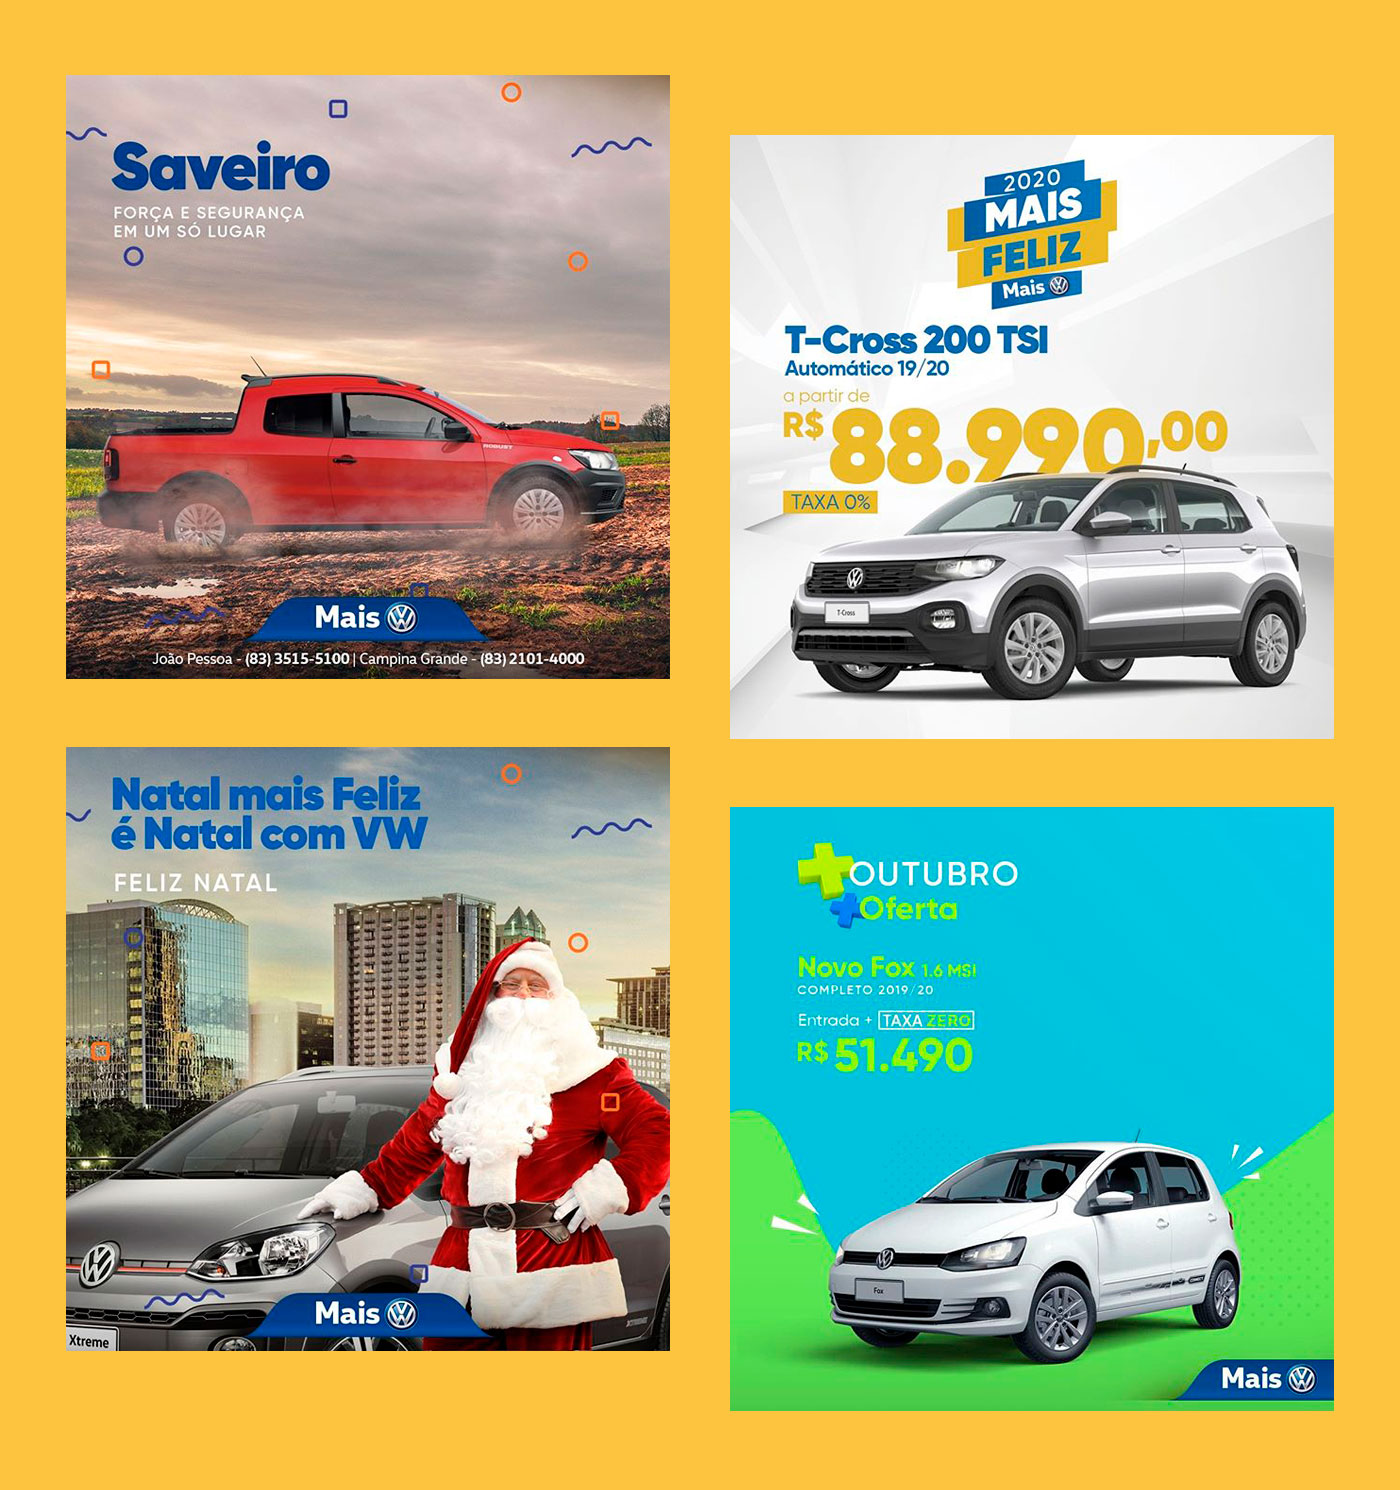 Saveiro
FORÇA E SEGURANÇA
EM UM SÓ LUGAR
ROBUST
Mais
João Pessoa - (83) 3515-5100 | Campina Grande - (83) 2101-4000
2020
MAIS
FELIZ
Mais
T-Cross 200 TSI
Automático 19/20
a partir de
R$ 88.990,00
TAXA 0%
T-Cross
Natal mais Feliz
é Natal com VW
FELIZ NATAL
Xtreme
Mais
OUTUBRO
Oferta
Novo Fox 1.6 MSI
COMPLETO 2019/20
Entrada + TAXA ZERO
R$ 51.490
Fox
Mais